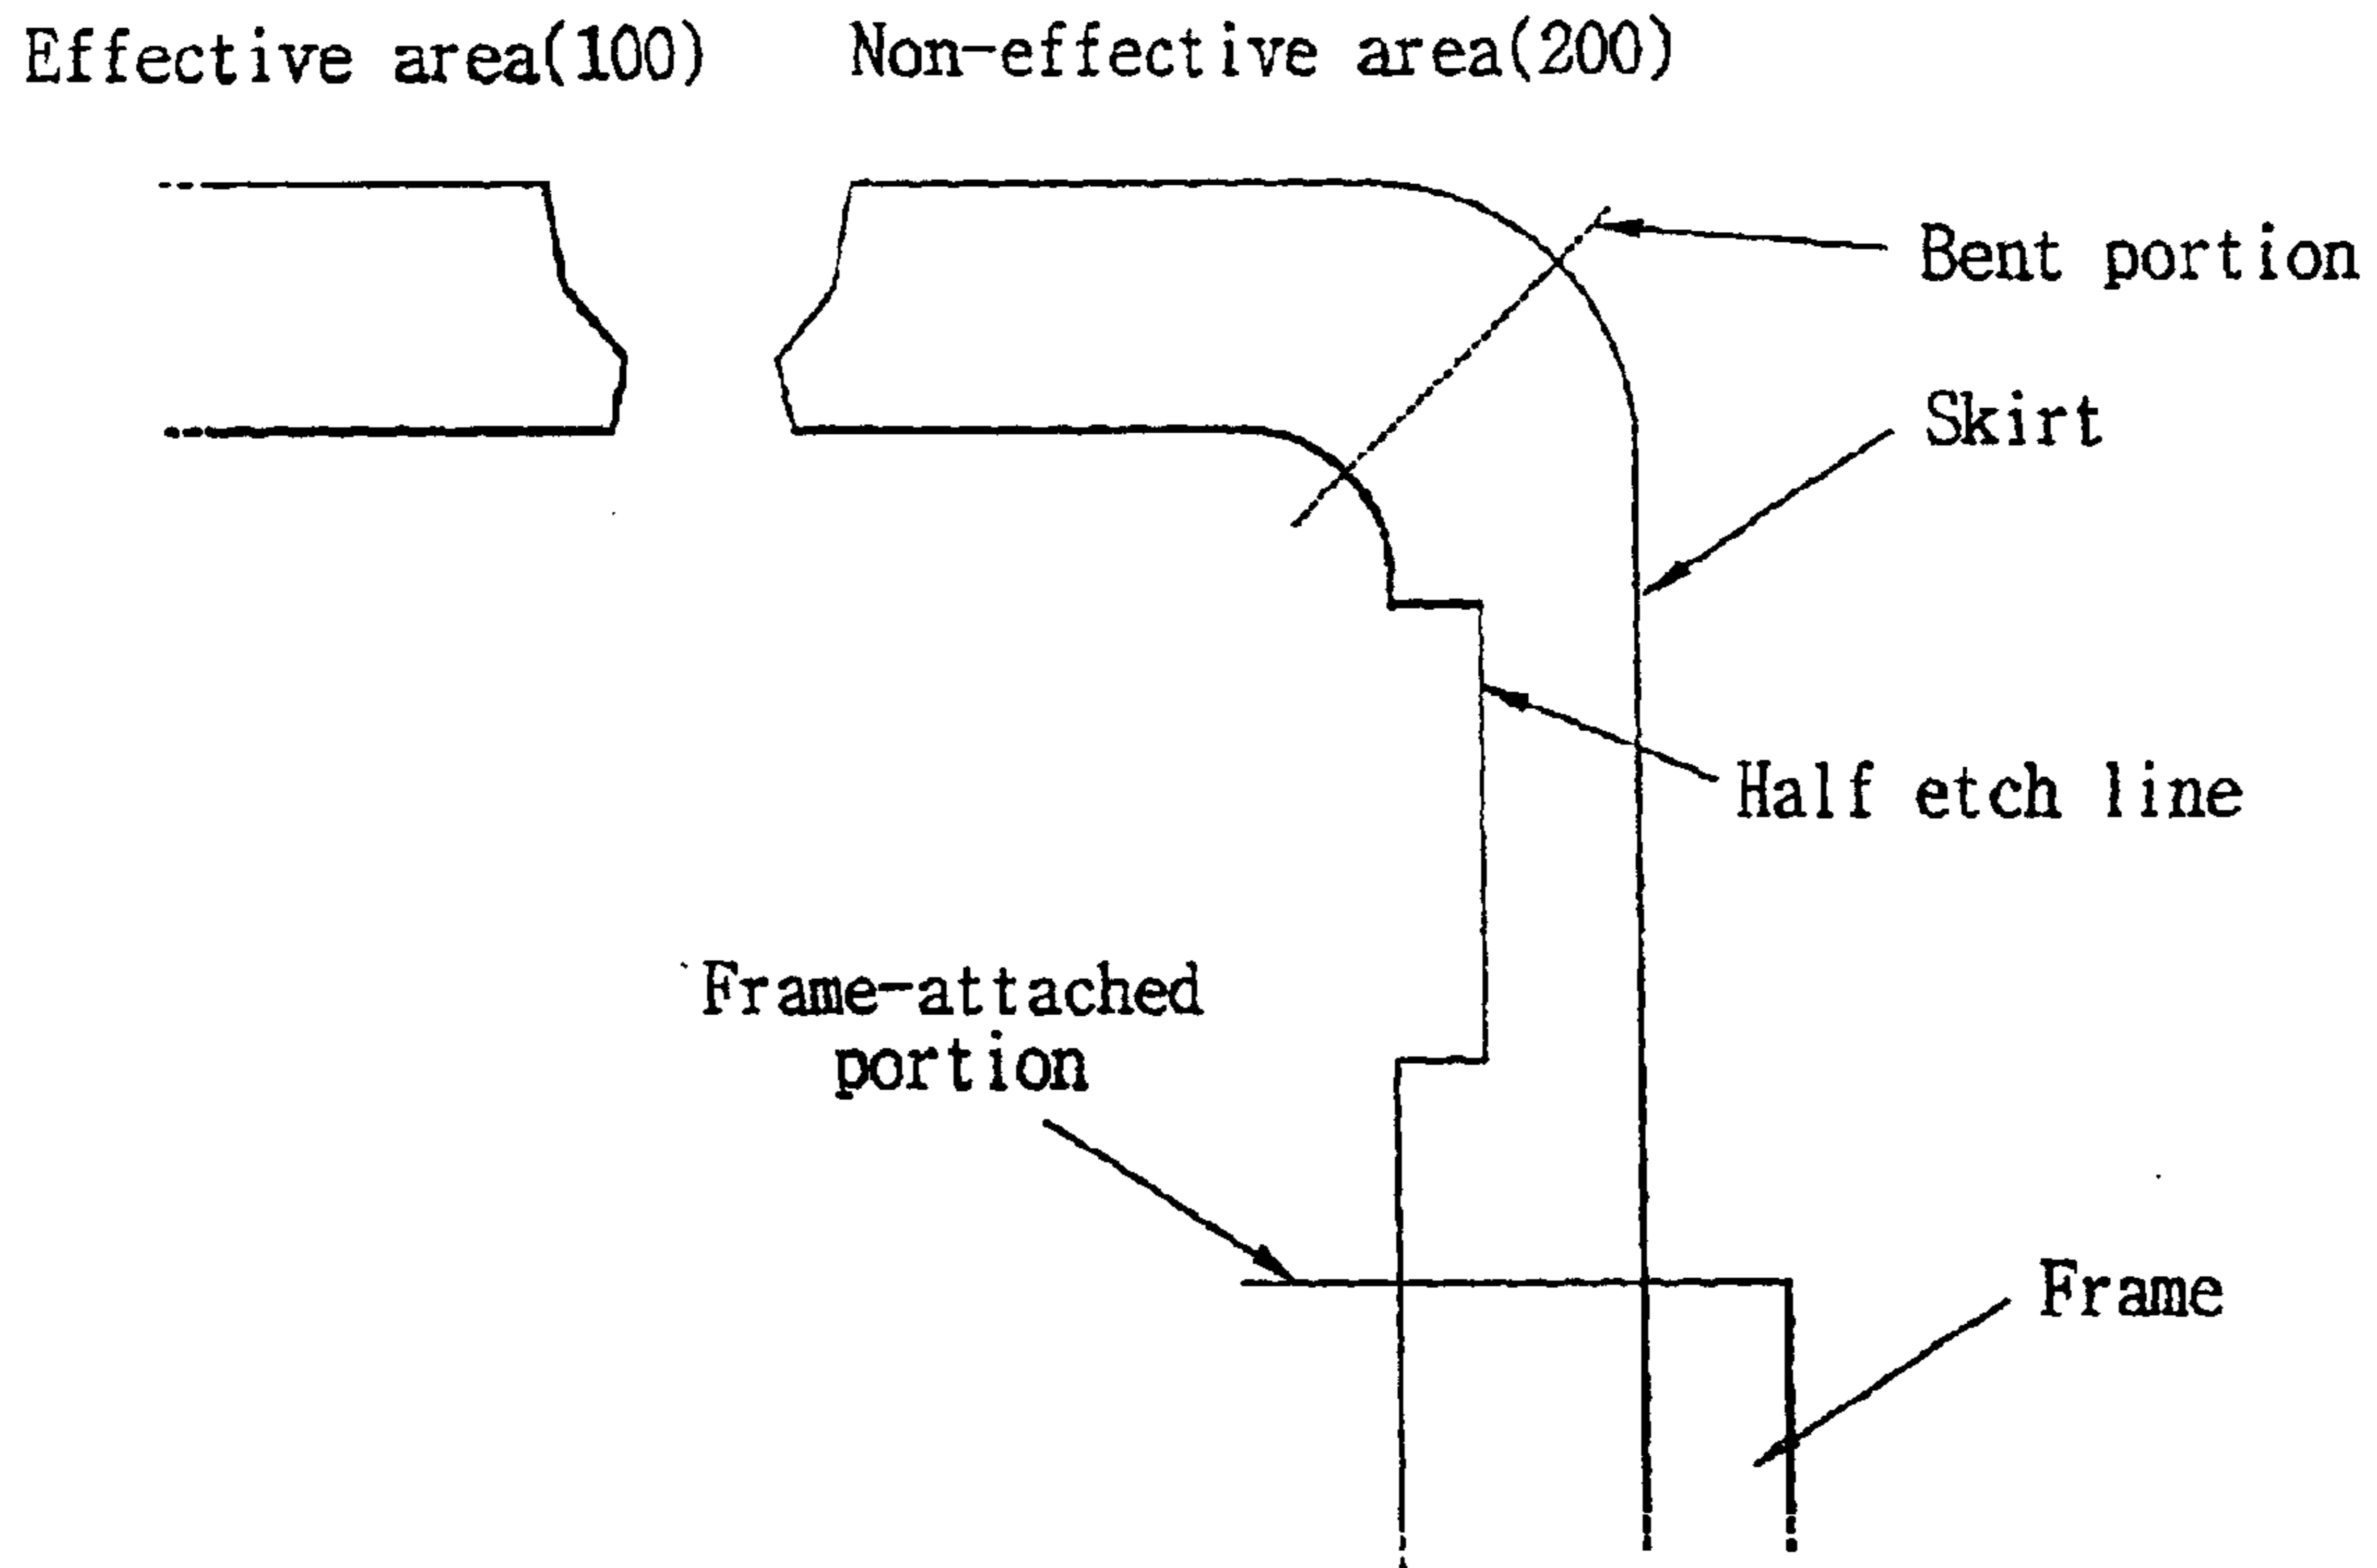 Effective area(100)
Non-effective area(200)
Bent portion
Skirt
Half etch line
Frame-attached
portion
Frame